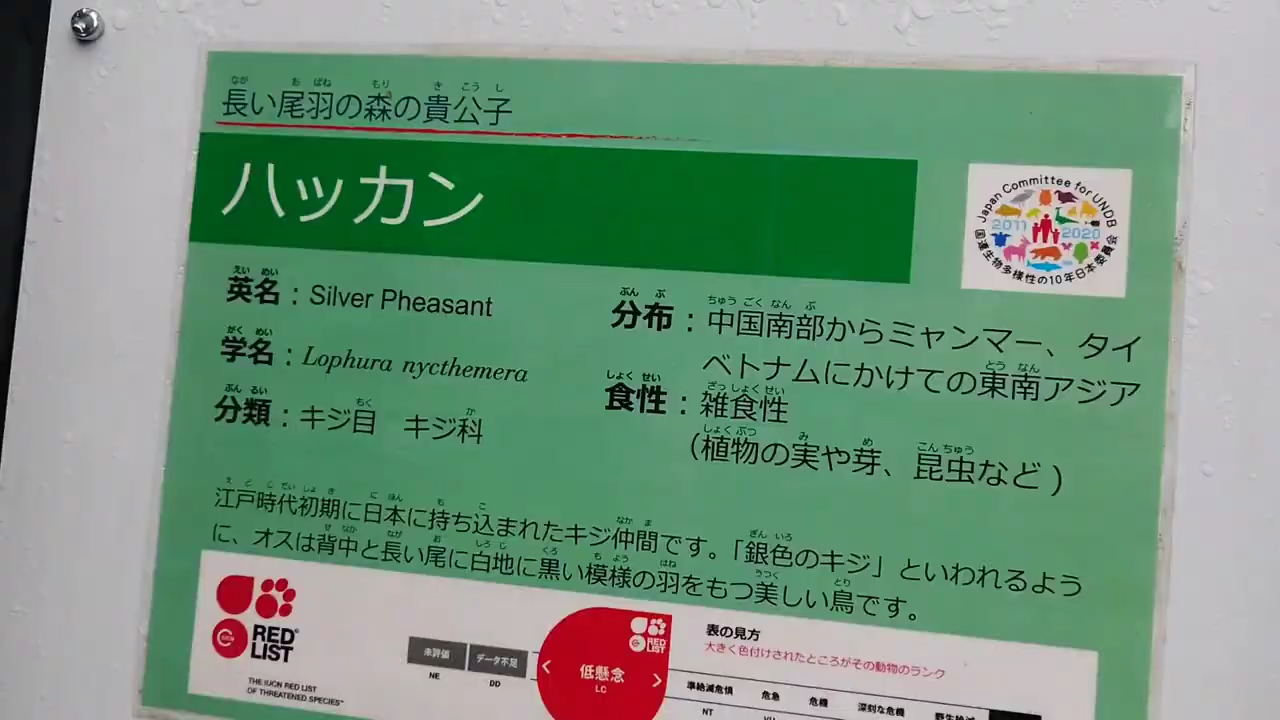 長い尾羽の森の貴公子
ハッカン
英名：Silver Pheasant
学名：Lophura nycthemera
分類：キジ目　キジ科
分布：中国南部からミャンマー、タイ
ベトナムにかけての東南アジア
食性：雑食性
（植物の実や芽、昆虫など）
Japan Committee for UNDB
2011 2020
国連生物多様性の10年日本委員会
江戸時代初期に日本に持ち込まれたキジ仲間です。「銀色のキジ」といわれるよう
に、オスは背中と長い尾に白地に黒い模様の羽をもつ美しい鳥です。
RED LIST
THE IUCN RED LIST
OF THREATENED SPECIES™
未評価
NE
データ不足
DD
RED LIST
低懸念
LC
表の見方
大きく色付けされたところがその動物のランク
準絶滅危惧
NT
危急
VU
危機
深刻な危機
野生絶滅